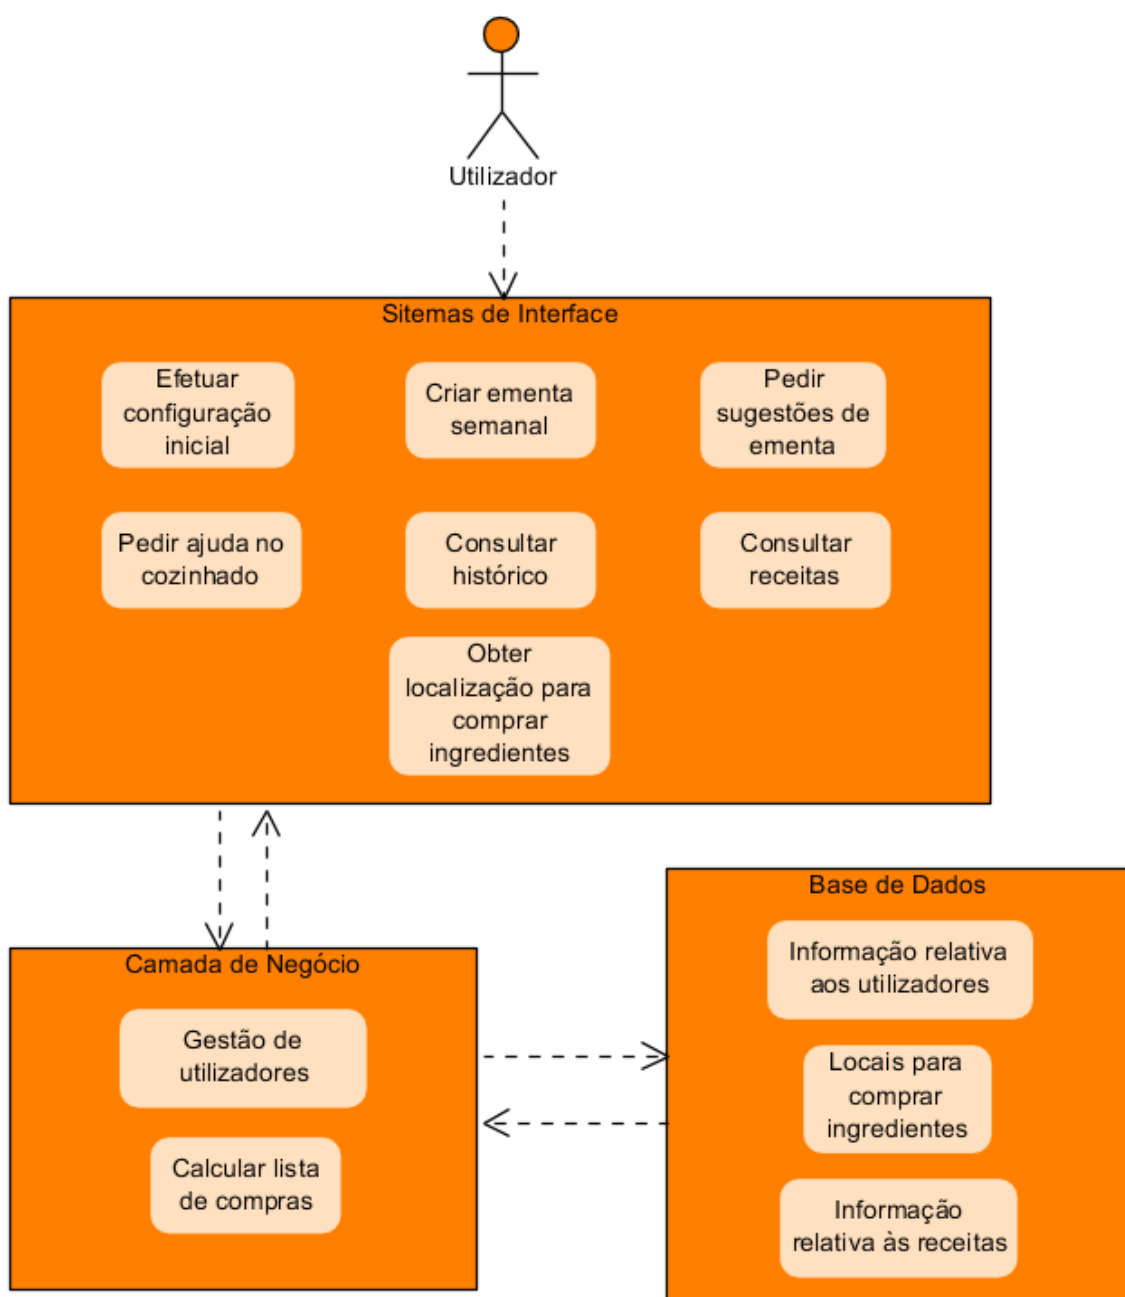 Utilizador
Sitemas de Interface
Efetuar
configuração
inicial
Criar ementa
semanal
Pedir
sugestões de
ementa
Pedir ajuda no
cozinhado
Consultar
histórico
Consultar
receitas
Obter
localização para
comprar
ingredientes
Camada de Negócio
Gestão de
utilizadores
Calcular lista
de compras
Base de Dados
Informação relativa
aos utilizadores
Locais para
comprar
ingredientes
Informação
relativa às receitas